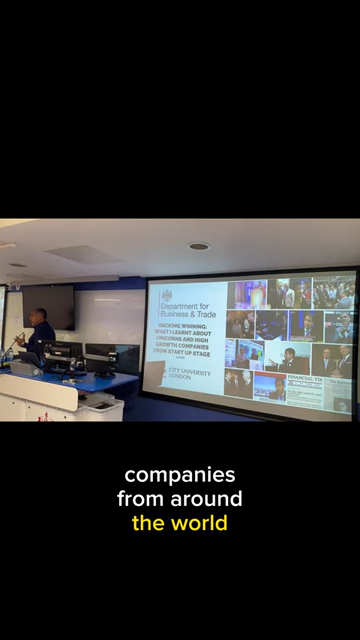 Department for
Business & Trade
HACKING WINNING:
WHAT I LEARNT ABOUT
UNICORNS AND HIGH
GROWTH COMPANIES
FROM START UP STAGE
CITY UNIVERSITY
LONDON
FINANCIAL TIMES
companies
from around
the world